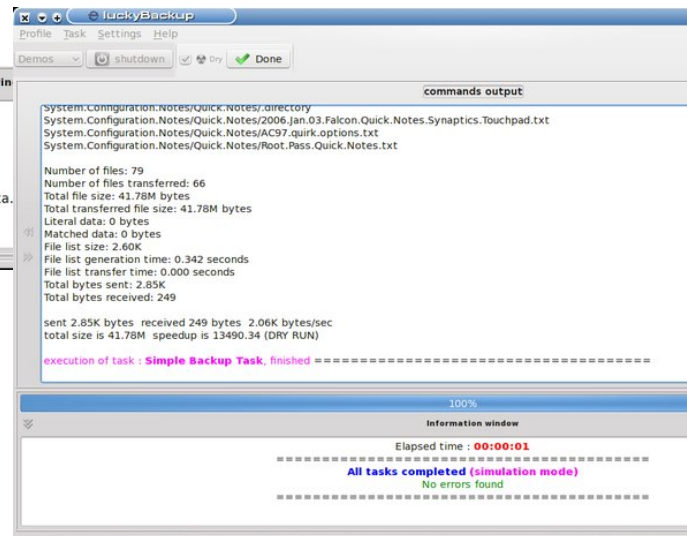 luckyBackup
Profile Task Settings Help
Demos shutdown Dry Done
in
commands output
System.Configuration.Notes/Quick.Notes/.directory
System.Configuration.Notes/Quick.Notes/2006.Jan.03.Falcon.Quick.Notes.Synaptics.Touchpad.txt
System.Configuration.Notes/Quick.Notes/AC97.quirk.options.txt
System.Configuration.Notes/Quick.Notes/Root.Pass.Quick.Notes.txt
Number of files: 79
Number of files transferred: 66
Total file size: 41.78M bytes
ta.
Total transferred file size: 41.78M bytes
Literal data: 0 bytes
Matched data: 0 bytes
File list size: 2.60K
File list generation time: 0.342 seconds
File list transfer time: 0.000 seconds
Total bytes sent: 2.85K
Total bytes received: 249
sent 2.85K bytes received 249 bytes 2.06K bytes/sec
total size is 41.78M speedup is 13490.34 (DRY RUN)
execution of task : Simple Backup Task, finished =====================================
100%
Information window
Elapsed time : 00:00:01
=========================================
All tasks completed (simulation mode)
No errors found
=========================================